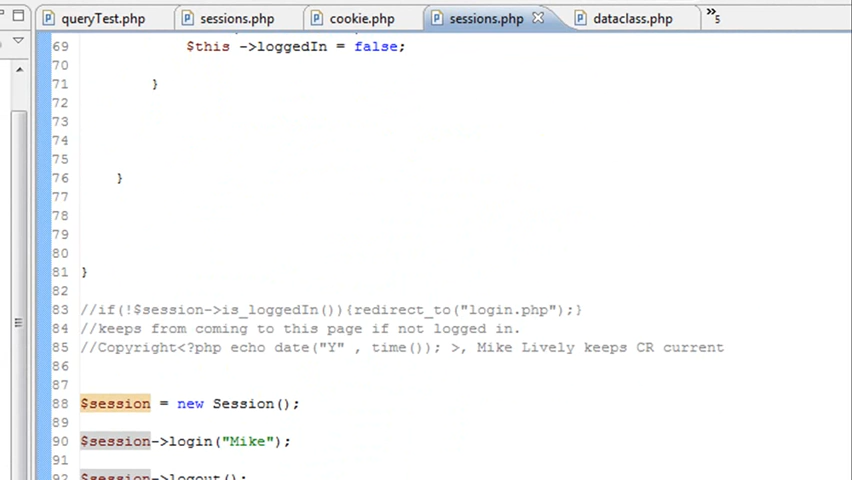 queryTest.php sessions.php cookie.php sessions.php dataclass.php »5
69 $this ->loggedIn = false;
70
71 }
72
73
74
75
76 }
77
78
79
80
81 }
82
83 //if(!$session->is_loggedIn()){redirect_to("login.php");}
84 //keeps from coming to this page if not logged in.
85 //Copyright<?php echo date("Y" , time()); >, Mike Lively keeps CR current
86
87
88 $session = new Session();
89
90 $session->login("Mike");
91
92 $session->logout();